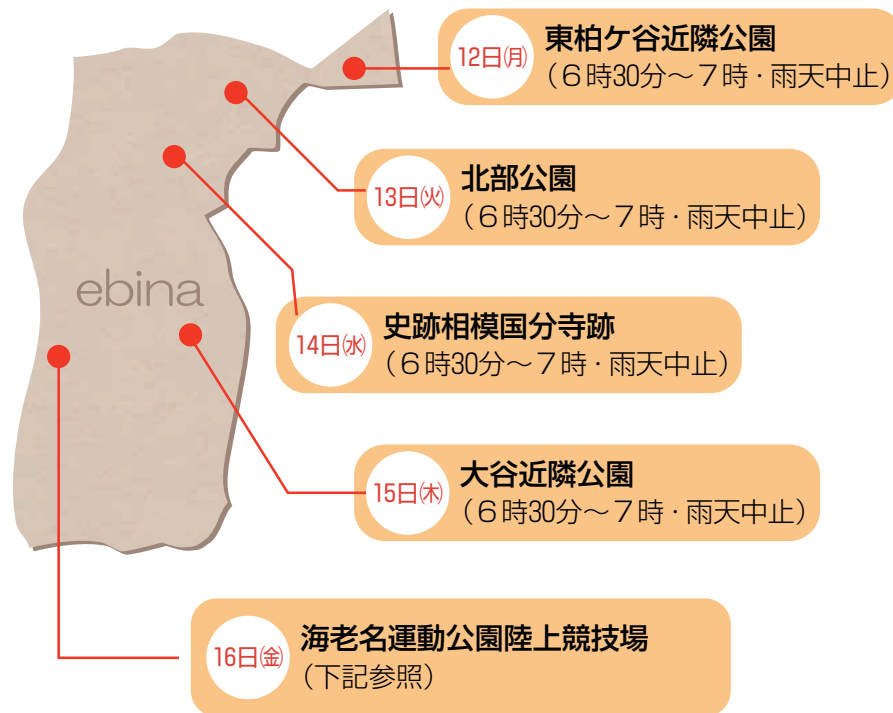 12日㈪
東柏ケ谷近隣公園
（６時30分～７時・雨天中止）
13日㈫
北部公園
（６時30分～７時・雨天中止）
ebina
14日㈬
史跡相模国分寺跡
（６時30分～７時・雨天中止）
15日㈭
大谷近隣公園
（６時30分～７時・雨天中止）
16日㈮
海老名運動公園陸上競技場
（下記参照）